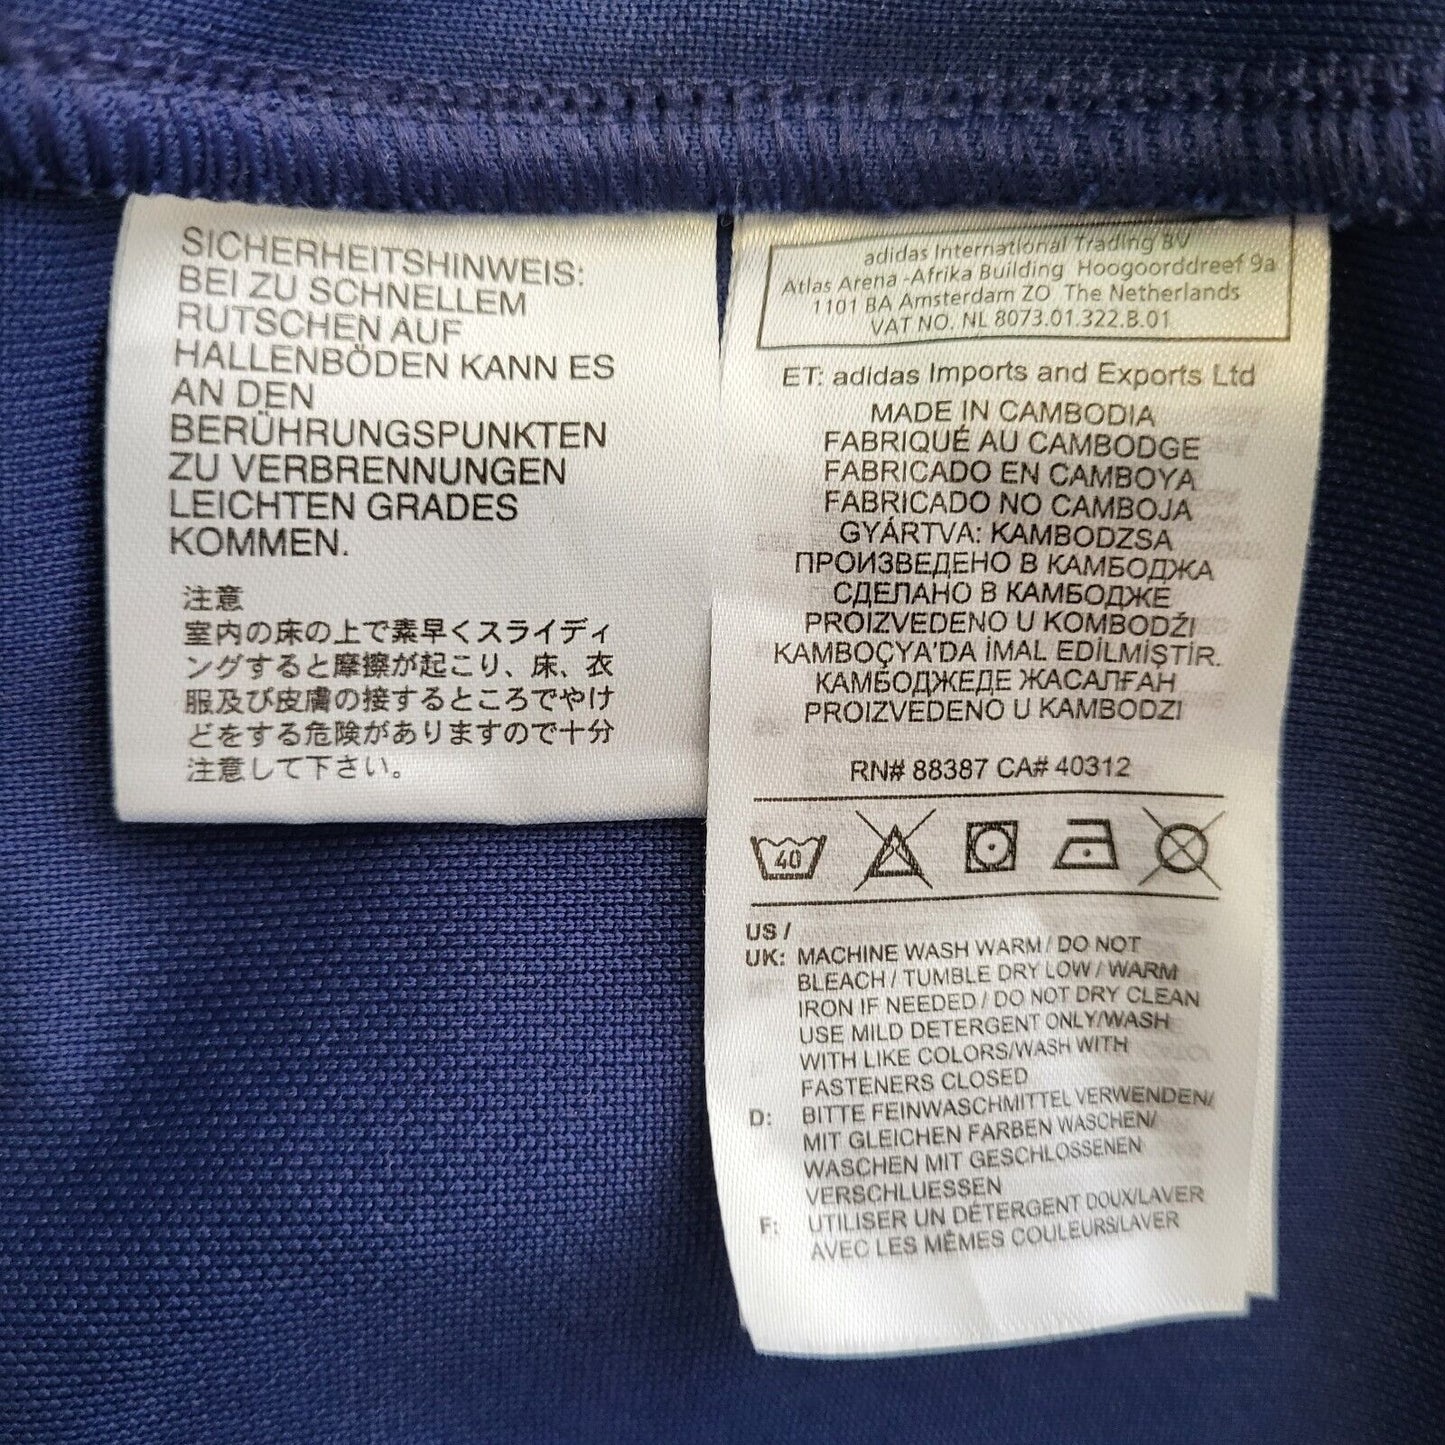 SICHERHEITSHINWEIS:
BEI ZU SCHNELLEM
RUTSCHEN AUF
HALLENBÖDEN KANN ES
AN DEN
BERÜHRUNGSPUNKTEN
ZU VERBRENNUNGEN
LEICHTEN GRADES
KOMMEN.
注意
室内の床の上で素早くスライディ
ングすると摩擦が起こり、床、衣
服及び皮膚の接するところでやけ
どをする危険がありますので十分
注意して下さい。
adidas International Trading BV
Atlas Arena -Afrika Building Hoogoorddreef 9a
1101 BA Amsterdam ZO The Netherlands
VAT NO. NL 8073.01.322.B.01
ET: adidas Imports and Exports Ltd
MADE IN CAMBODIA
FABRIQUÉ AU CAMBODGE
FABRICADO EN CAMBOYA
FABRICADO NO CAMBOJA
GYÁRTVA: KAMBODZSA
ПРОИЗВЕДЕНО В КАМБОДЖА
СДЕЛАНО В КАМБОДЖЕ
PROIZVEDENO U KOMBODŽI
KAMBOÇYA'DA İMAL EDİLMİŞTİR.
КАМБОДЖЕДЕ ЖАСАЛҒАН
PROIZVEDENO U KAMBODZI
RN# 88387 CA# 40312
40
US /
UK: MACHINE WASH WARM / DO NOT
BLEACH / TUMBLE DRY LOW / WARM
IRON IF NEEDED / DO NOT DRY CLEAN
USE MILD DETERGENT ONLY/WASH
WITH LIKE COLORS/WASH WITH
FASTENERS CLOSED
D: BITTE FEINWASCHMITTEL VERWENDEN/
MIT GLEICHEN FARBEN WASCHEN/
WASCHEN MIT GESCHLOSSENEN
VERSCHLUESSEN
F: UTILISER UN DÉTERGENT DOUX/LAVER
AVEC LES MÊMES COULEURS/LAVER